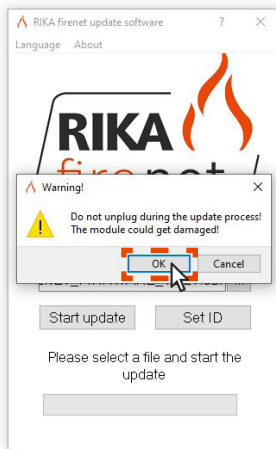 RIKA firenet update software
Language About
RIKA
Warning!
Do not unplug during the update process!
The module could get damaged!
OK Cancel
...
Start update Set ID
Please select a file and start the
update